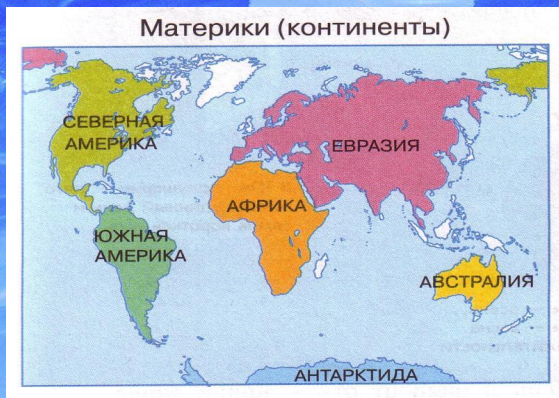 Материки (континенты)
СЕВЕРНАЯ
АМЕРИКА
ЕВРАЗИЯ
АФРИКА
ЮЖНАЯ
АМЕРИКА
АВСТРАЛИЯ
АНТАРКТИДА